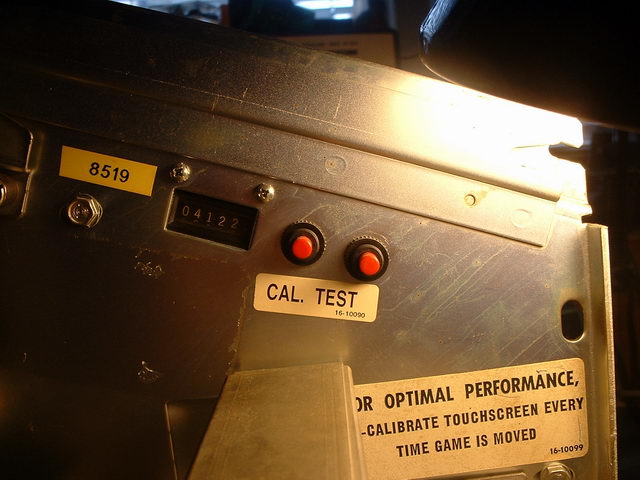 8519
04122
CAL. TEST
16-10090
OR OPTIMAL PERFORMANCE,
-CALIBRATE TOUCHSCREEN EVERY
TIME GAME IS MOVED
16-10099